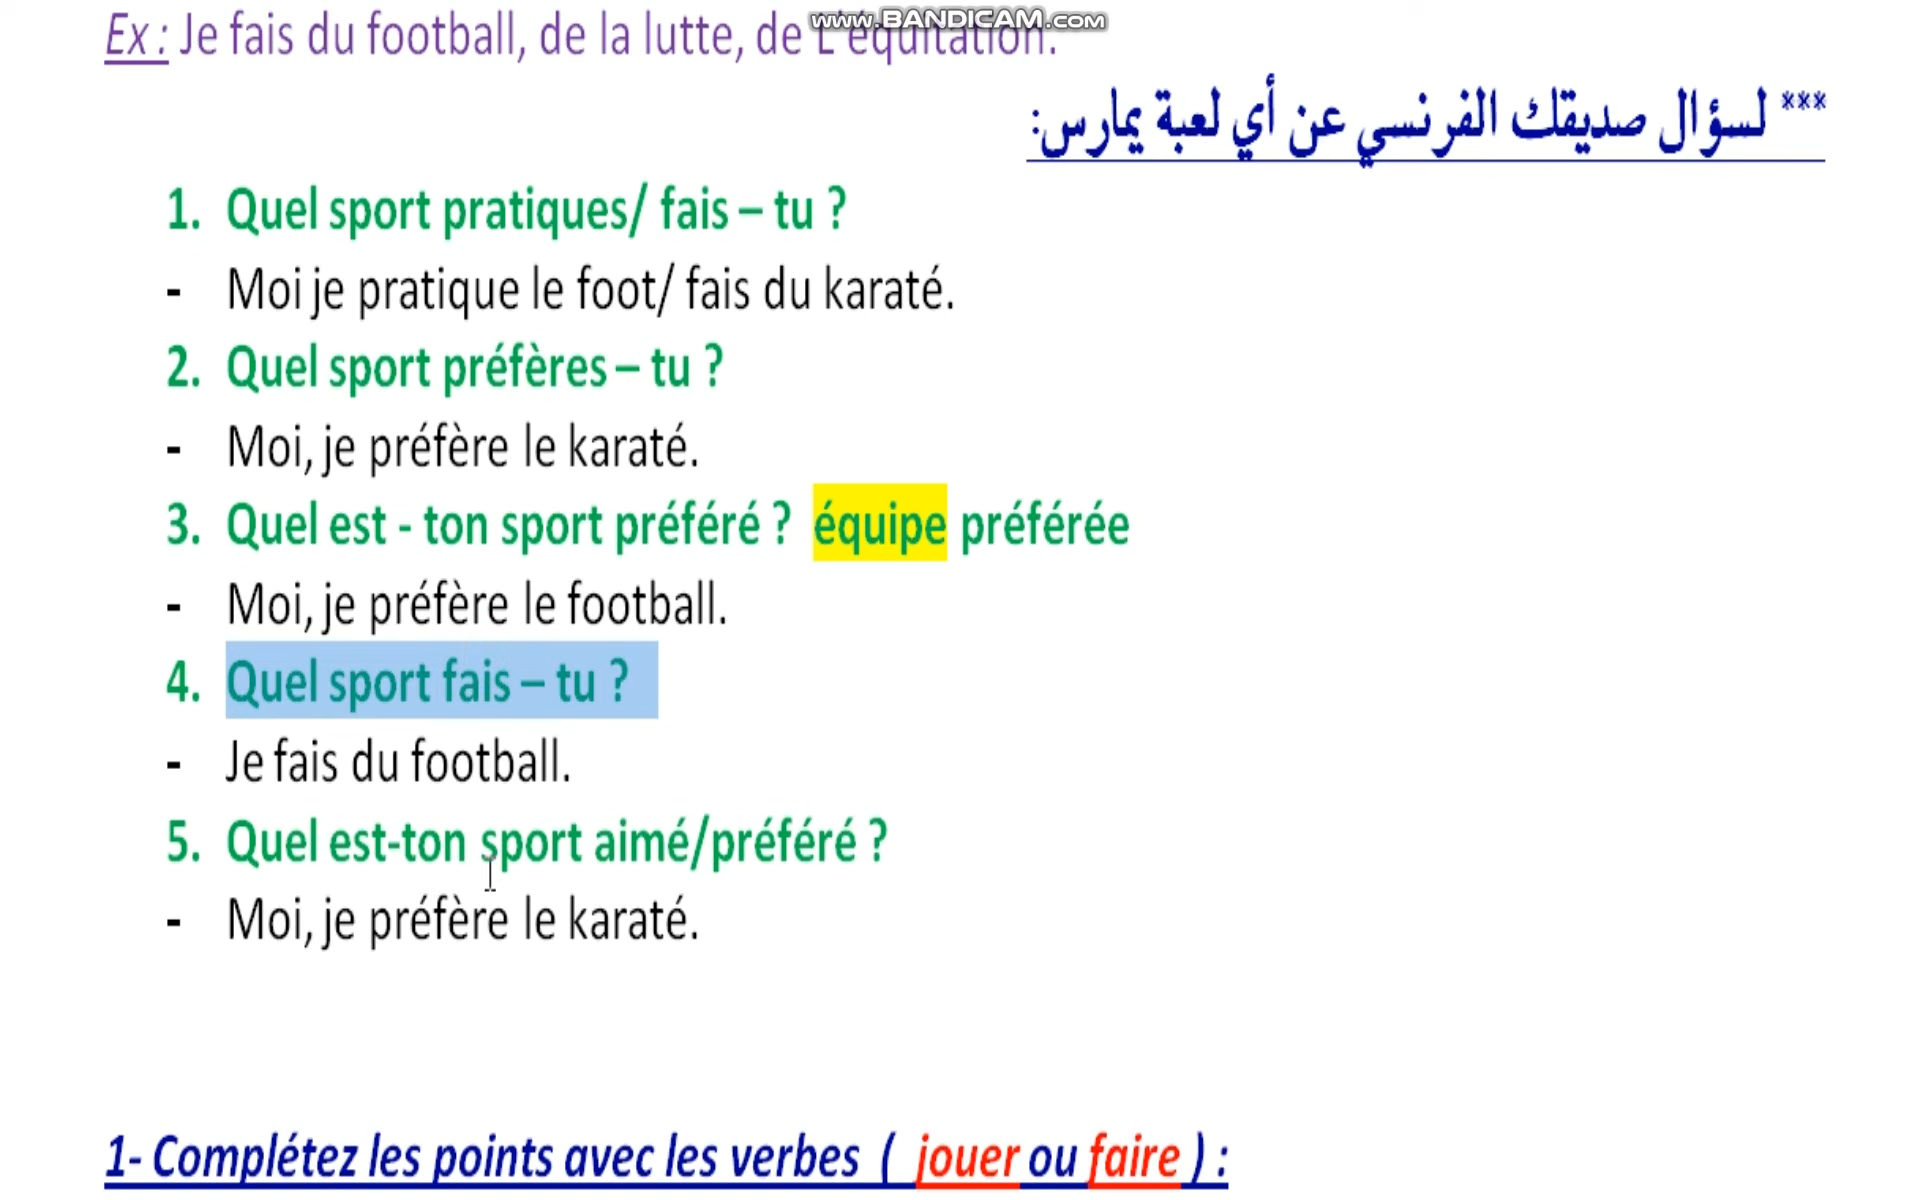 www.BANDICAM.com
Ex : Je fais du football, de la lutte, de L'équitation.
*** لسؤال صديقك الفرنسي عن أي لعبة يمارس:
1. Quel sport pratiques/ fais – tu ?
- Moi je pratique le foot/ fais du karaté.
2. Quel sport préfères – tu ?
- Moi, je préfère le karaté.
3. Quel est - ton sport préféré ? équipe préférée
- Moi, je préfère le football.
4. Quel sport fais – tu ?
- Je fais du football.
5. Quel est-ton sport aimé/préféré ?
- Moi, je préfère le karaté.
1- Complétez les points avec les verbes ( jouer ou faire ) :